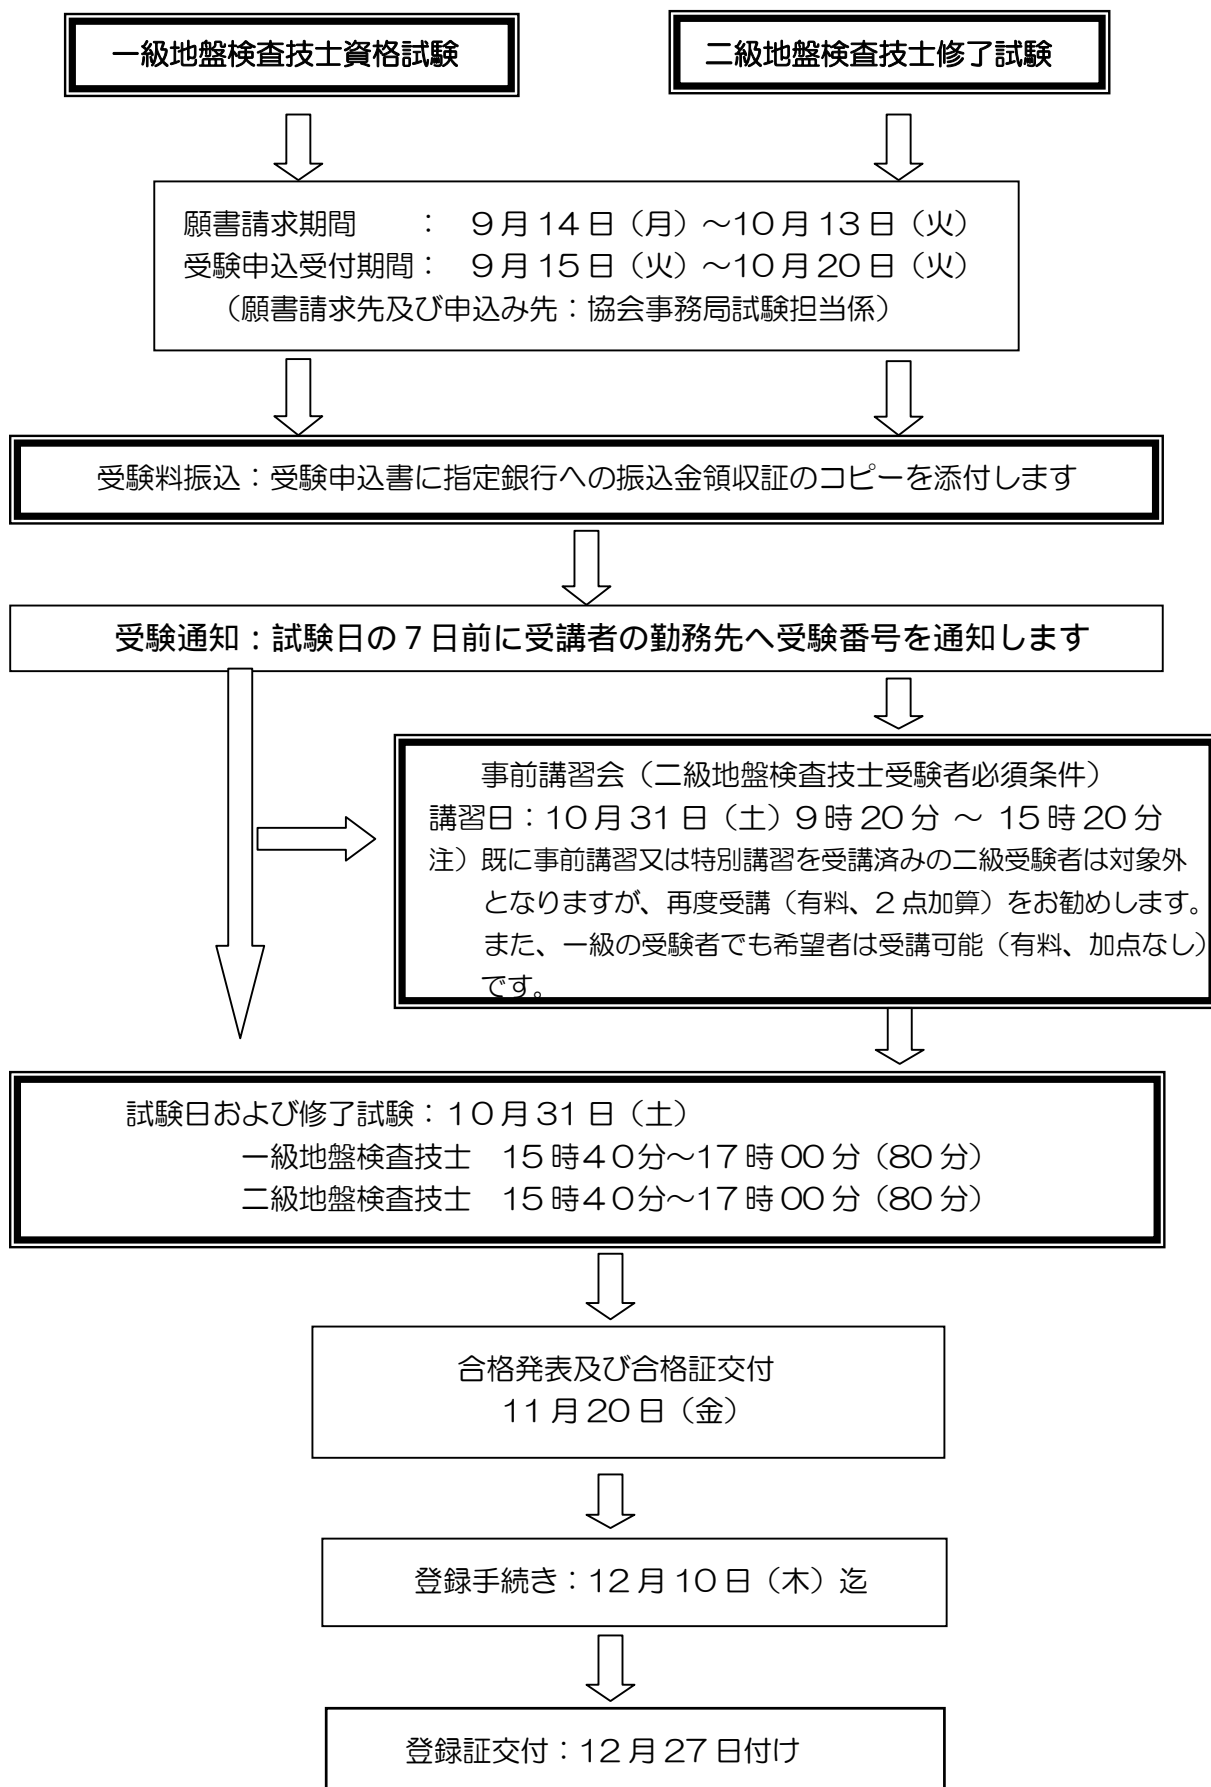 一級地盤検査技士資格試験
二級地盤検査技士修了試験
願書請求期間　　： 9月14日（月）～10月13日（火）
受験申込受付期間： 9月15日（火）～10月20日（火）
（願書請求先及び申込み先：協会事務局試験担当係）
受験料振込：受験申込書に指定銀行への振込金領収証のコピーを添付します
受験通知：試験日の７日前に受講者の勤務先へ受験番号を通知します
事前講習会（二級地盤検査技士受験者必須条件）
講習日：10月31日（土）9時20分 ～ 15時20分
注）既に事前講習又は特別講習を受講済みの二級受験者は対象外
となりますが、再度受講（有料、2点加算）をお勧めします。
また、一級の受験者でも希望者は受講可能（有料、加点なし）
です。
試験日および修了試験：10月31日（土）
一級地盤検査技士　15時40分～17時00分（80分）
二級地盤検査技士　15時40分～17時00分（80分）
合格発表及び合格証交付
11月20日（金）
登録手続き：12月10日（木）迄
登録証交付：12月27日付け